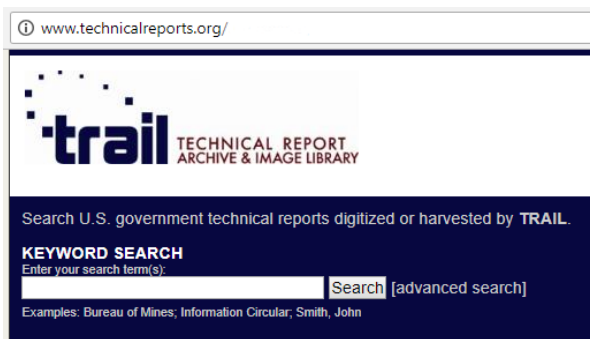 www.technicalreports.org/
trail TECHNICAL REPORT
ARCHIVE & IMAGE LIBRARY
Search U.S. government technical reports digitized or harvested by TRAIL.
KEYWORD SEARCH
Enter your search term(s):
Search [advanced search]
Examples: Bureau of Mines; Information Circular; Smith, John